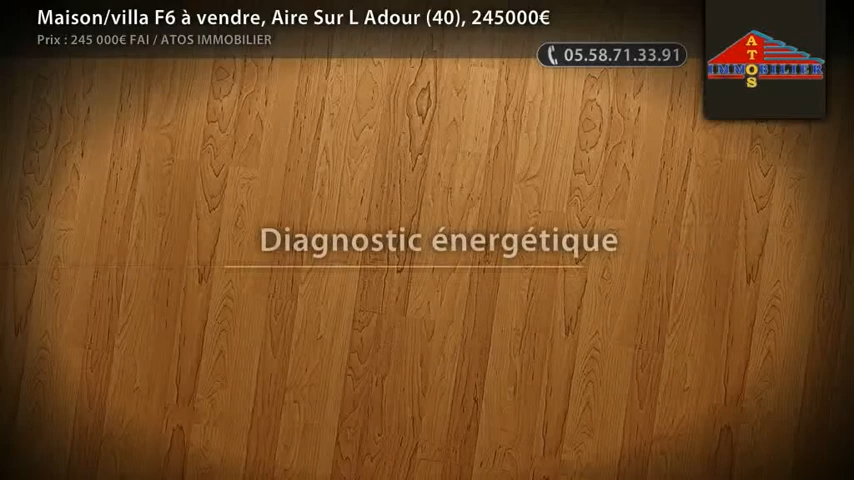 Maison/villa F6 à vendre, Aire Sur L Adour (40), 245000€
Prix : 245 000€ FAI / ATOS IMMOBILIER
05.58.71.33.91
ATOS
IMMOBILIER
Diagnostic énergétique